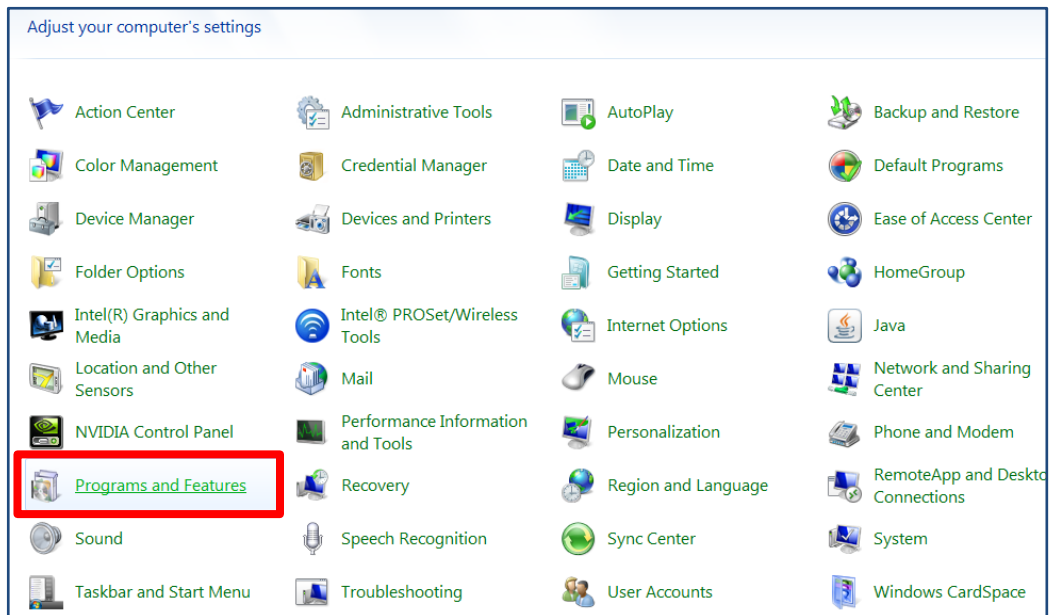 Adjust your computer's settings
Action Center
Administrative Tools
AutoPlay
Backup and Restore
Color Management
Credential Manager
Date and Time
Default Programs
Device Manager
Devices and Printers
Display
Ease of Access Center
Folder Options
Fonts
Getting Started
HomeGroup
Intel(R) Graphics and
Media
Intel® PROSet/Wireless
Tools
Internet Options
Java
Location and Other
Sensors
Mail
Mouse
Network and Sharing
Center
NVIDIA Control Panel
Performance Information
and Tools
Personalization
Phone and Modem
Programs and Features
Recovery
Region and Language
RemoteApp and Deskto
Connections
Sound
Speech Recognition
Sync Center
System
Taskbar and Start Menu
Troubleshooting
User Accounts
Windows CardSpace